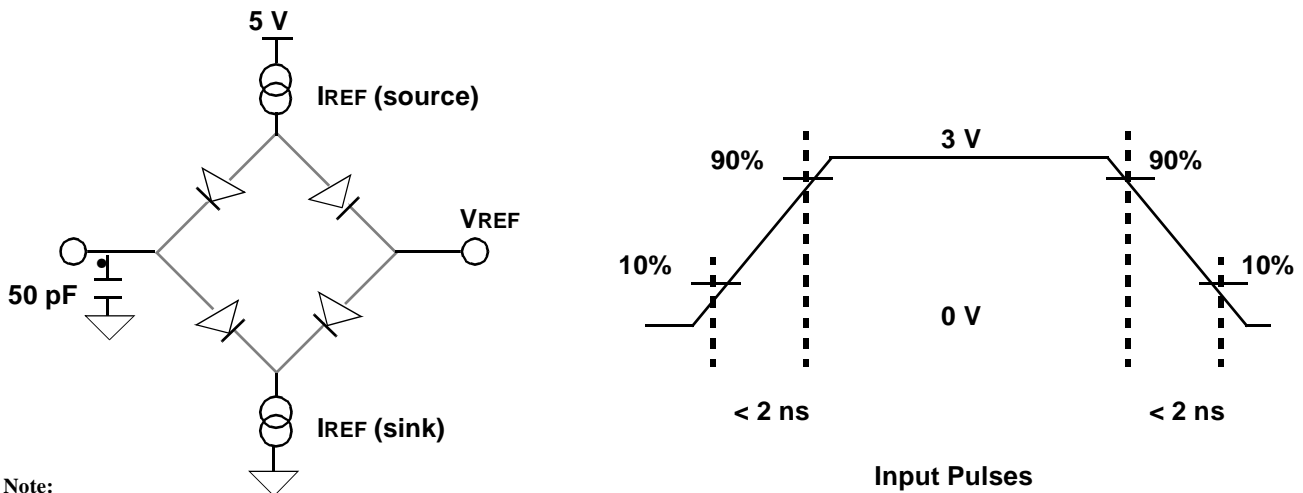 5 V
IREF (source)
VREF
50 pF
IREF (sink)
Note:
3 V
90%
90%
10%
10%
0 V
< 2 ns
< 2 ns
Input Pulses